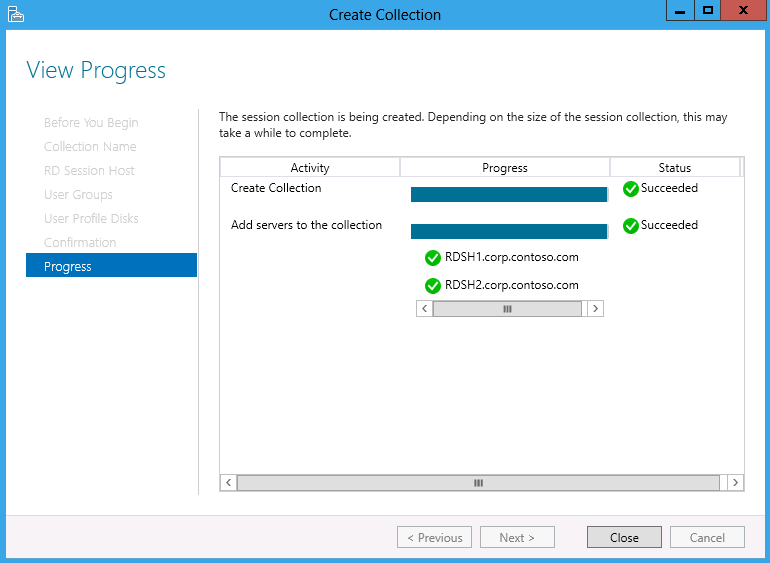 Create Collection
View Progress
Before You Begin
Collection Name
RD Session Host
User Groups
User Profile Disks
Confirmation
Progress
The session collection is being created. Depending on the size of the session collection, this may
take a while to complete.
Activity Progress Status
Create Collection Succeeded
Add servers to the collection Succeeded
RDSH1.corp.contoso.com
RDSH2.corp.contoso.com
< Previous Next > Close Cancel